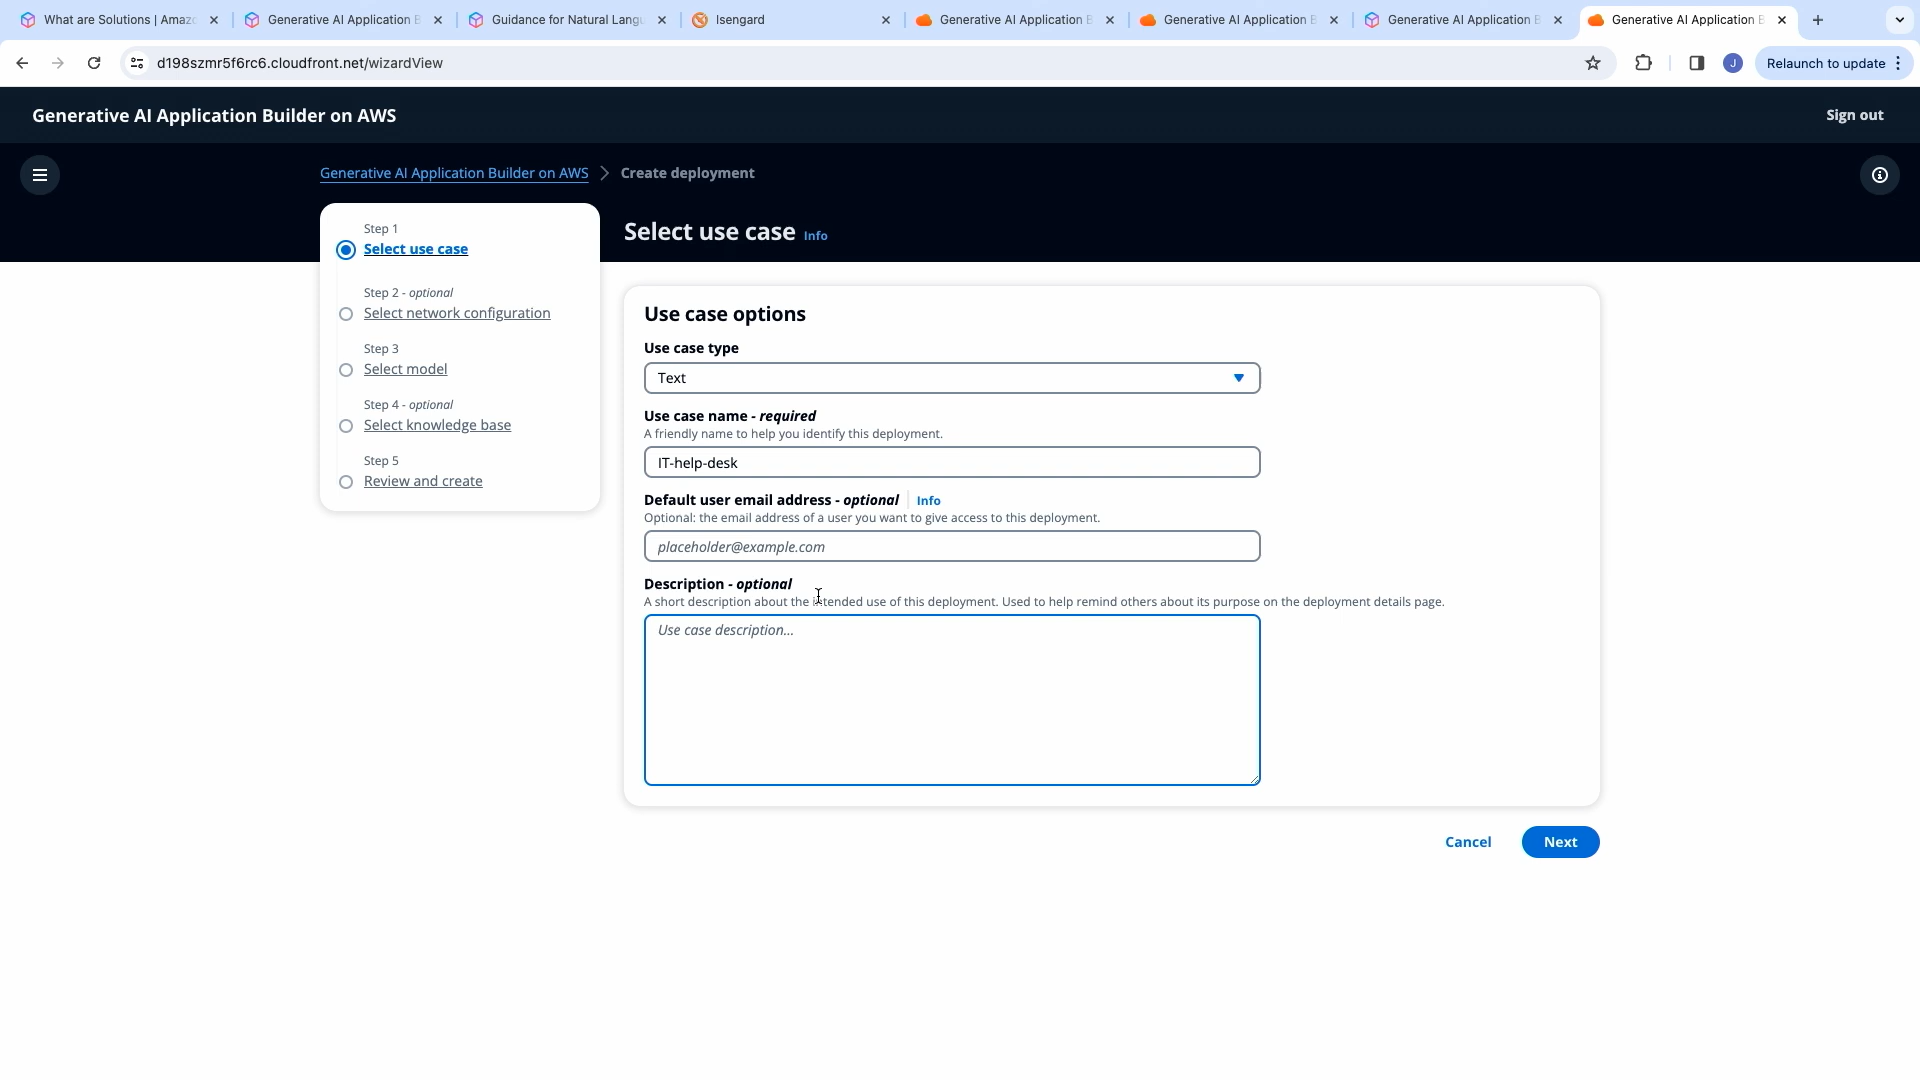 What are Solutions | Amazo
Generative AI Application B
Guidance for Natural Langu
Isengard
Generative AI Application B
Generative AI Application B
Generative AI Application B
Generative AI Application B
d198szmr5f6rc6.cloudfront.net/wizardView
J
Relaunch to update
Generative AI Application Builder on AWS
Sign out
Generative AI Application Builder on AWS > Create deployment
Step 1
Select use case
Step 2 - optional
Select network configuration
Step 3
Select model
Step 4 - optional
Select knowledge base
Step 5
Review and create
Select use case Info
Use case options
Use case type
Text
Use case name - required
A friendly name to help you identify this deployment.
IT-help-desk
Default user email address - optional | Info
Optional: the email address of a user you want to give access to this deployment.
placeholder@example.com
Description - optional
A short description about the intended use of this deployment. Used to help remind others about its purpose on the deployment details page.
Use case description...
Cancel
Next